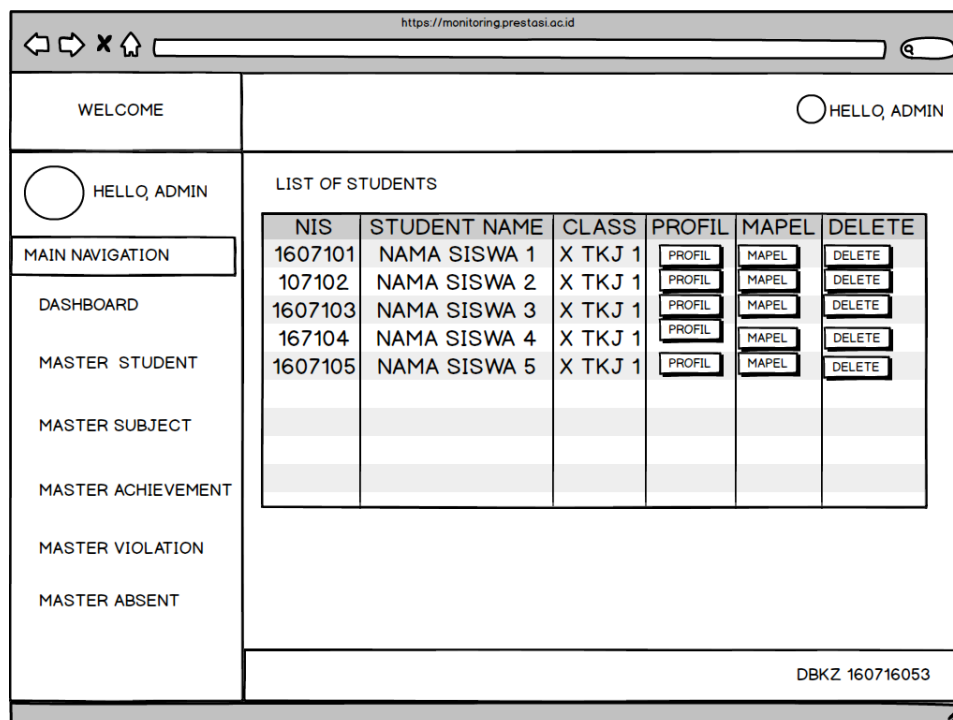 https://monitoring.prestasi.ac.id
WELCOME
HELLO, ADMIN
HELLO, ADMIN
MAIN NAVIGATION
DASHBOARD
MASTER STUDENT
MASTER SUBJECT
MASTER ACHIEVEMENT
MASTER VIOLATION
MASTER ABSENT
LIST OF STUDENTS
NIS STUDENT NAME CLASS PROFIL MAPEL DELETE
1607101 NAMA SISWA 1 X TKJ 1 PROFIL MAPEL DELETE
107102 NAMA SISWA 2 X TKJ 1 PROFIL MAPEL DELETE
1607103 NAMA SISWA 3 X TKJ 1 PROFIL MAPEL DELETE
167104 NAMA SISWA 4 X TKJ 1 PROFIL MAPEL DELETE
1607105 NAMA SISWA 5 X TKJ 1 PROFIL MAPEL DELETE
DBKZ 160716053